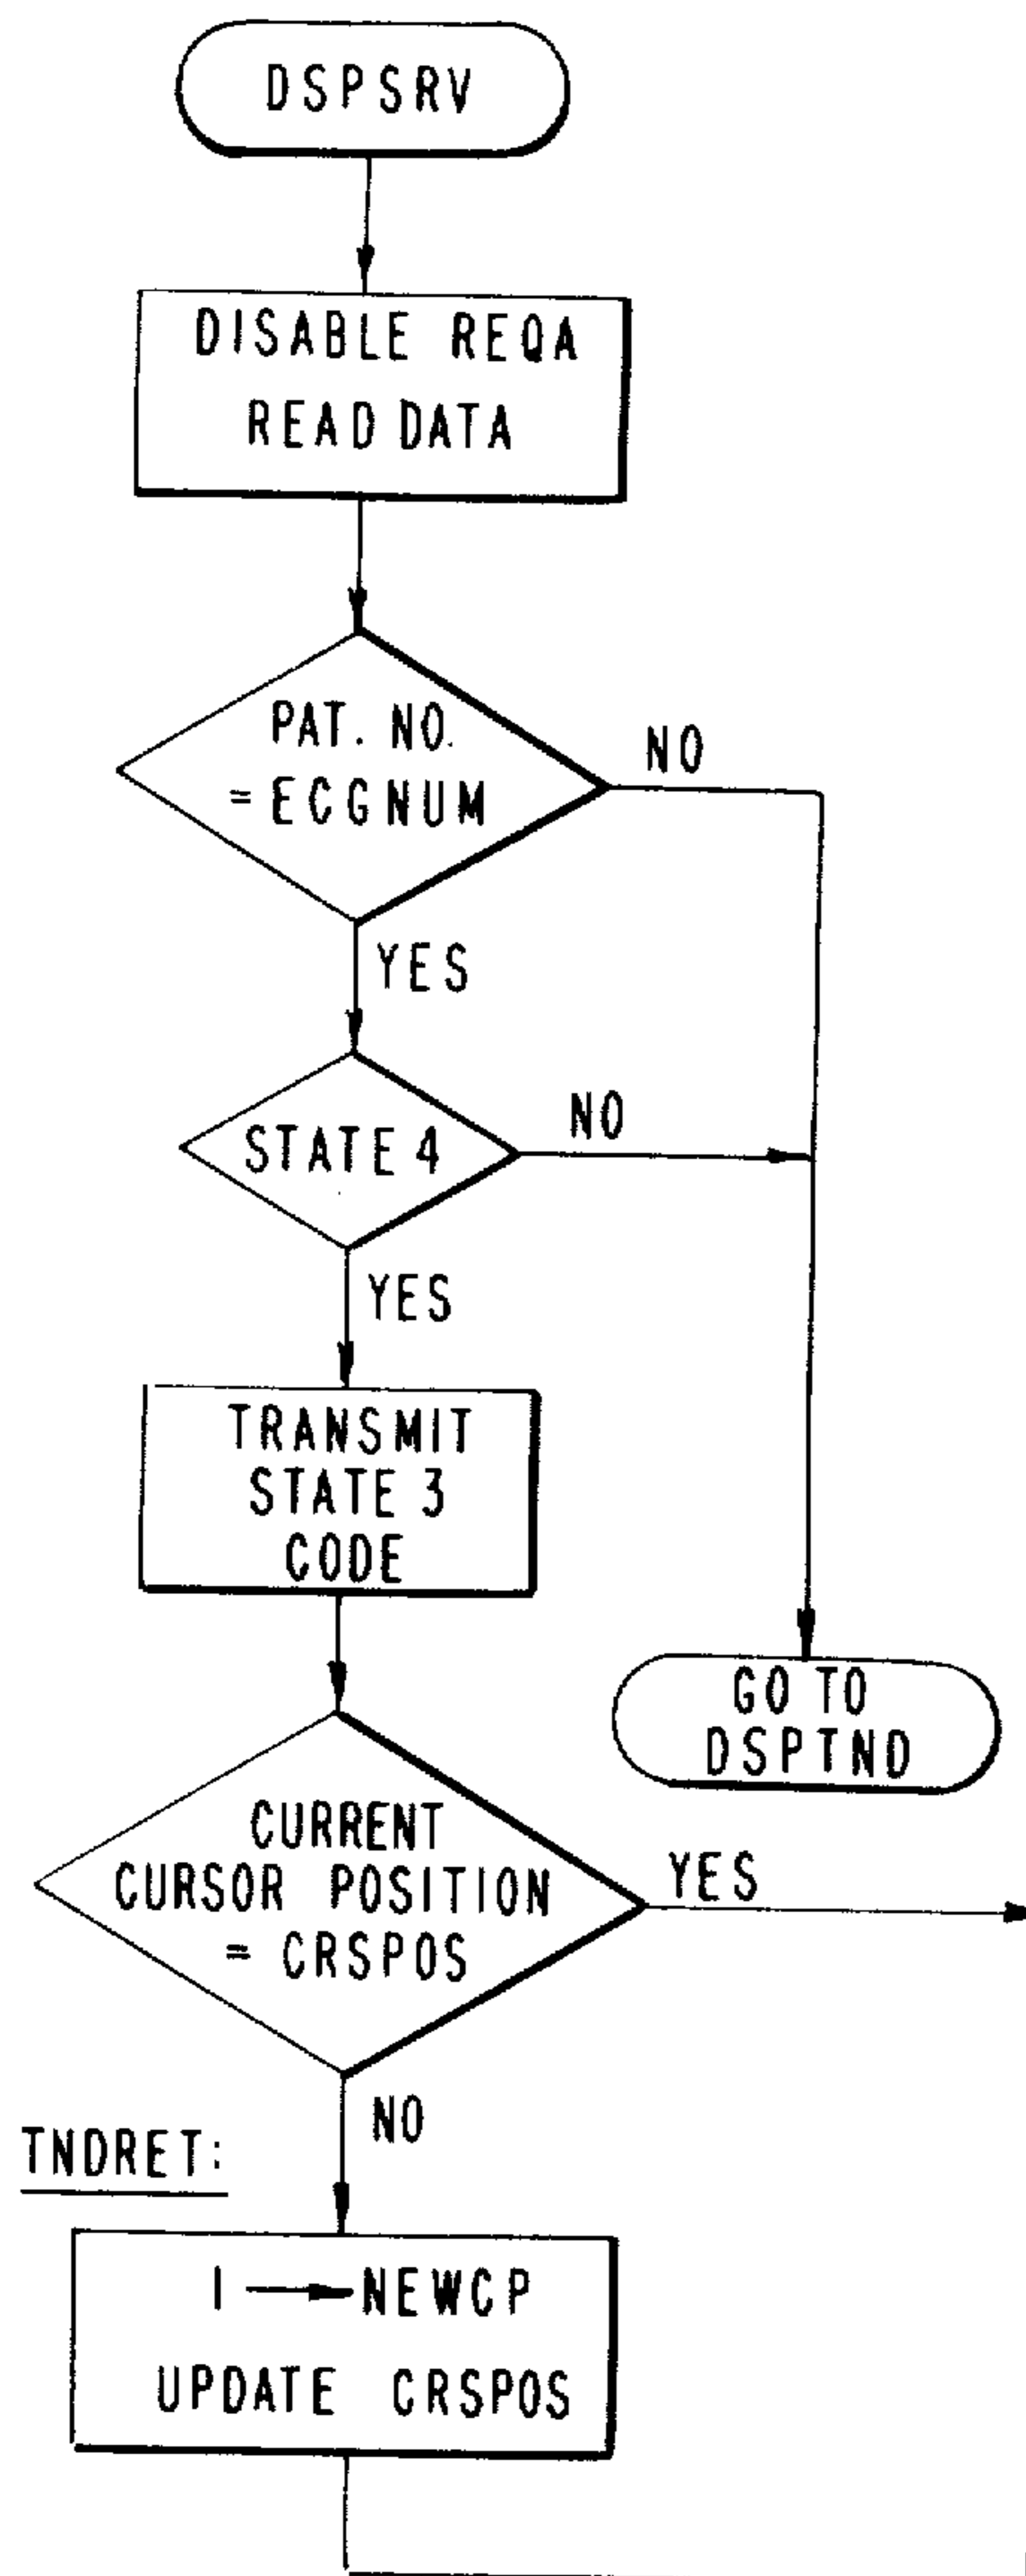 DSPSRV
DISABLE REQA
READ DATA
PAT. NO.
= ECGNUM
NO
YES
STATE 4
NO
YES
TRANSMIT
STATE 3
CODE
GO TO
DSPTND
CURRENT
CURSOR POSITION
= CRSPOS
YES
NO
TNDRET:
1 → NEWCP
UPDATE CRSPOS